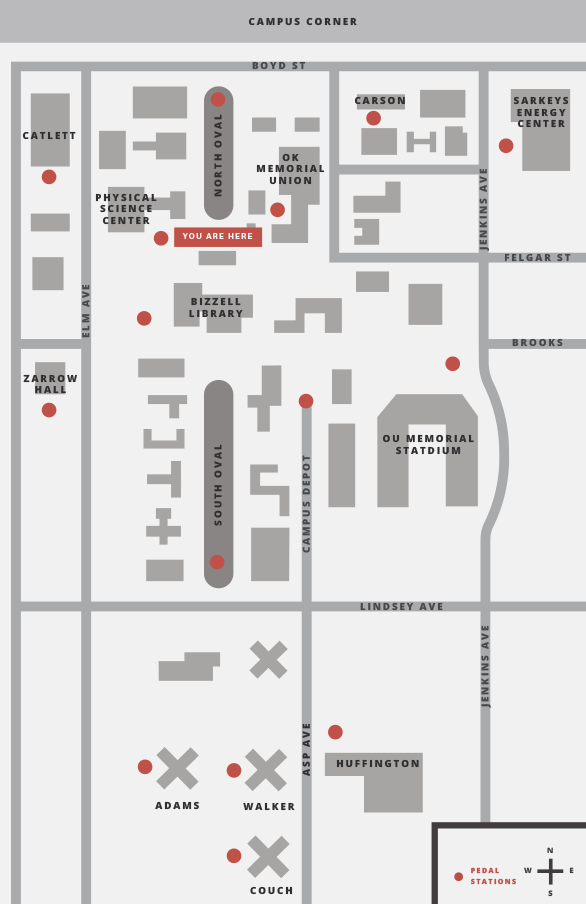 CAMPUS CORNER
BOYD ST
CATLETT
NORTH OVAL
CARSON
SARKEYS
ENERGY
CENTER
OK
MEMORIAL
UNION
PHYSICAL
SCIENCE
CENTER
YOU ARE HERE
JENKINS AVE
FELGAR ST
ELM AVE
BIZZELL
LIBRARY
BROOKS
ZARROW
HALL
SOUTH OVAL
CAMPUS DEPOT
OU MEMORIAL
STATDIUM
LINDSEY AVE
JENKINS AVE
ASP AVE
HUFFINGTON
ADAMS
WALKER
COUCH
PEDAL
STATIONS
N
W E
S